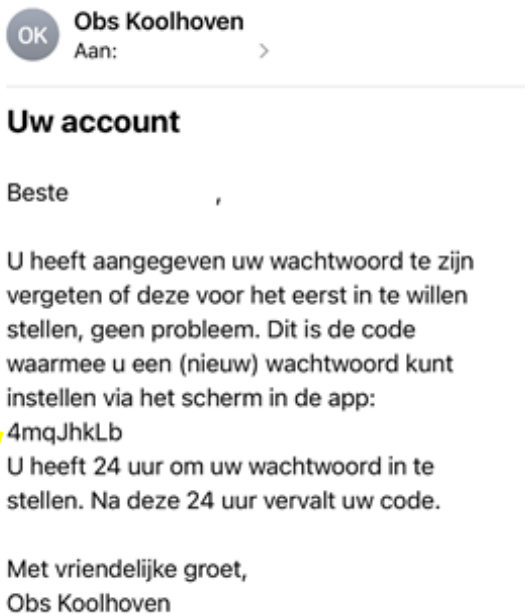 OK
Obs Koolhoven
Aan:
Uw account
Beste ,
U heeft aangegeven uw wachtwoord te zijn
vergeten of deze voor het eerst in te willen
stellen, geen probleem. Dit is de code
waarmee u een (nieuw) wachtwoord kunt
instellen via het scherm in de app:
4mqJhkLb
U heeft 24 uur om uw wachtwoord in te
stellen. Na deze 24 uur vervalt uw code.
Met vriendelijke groet,
Obs Koolhoven